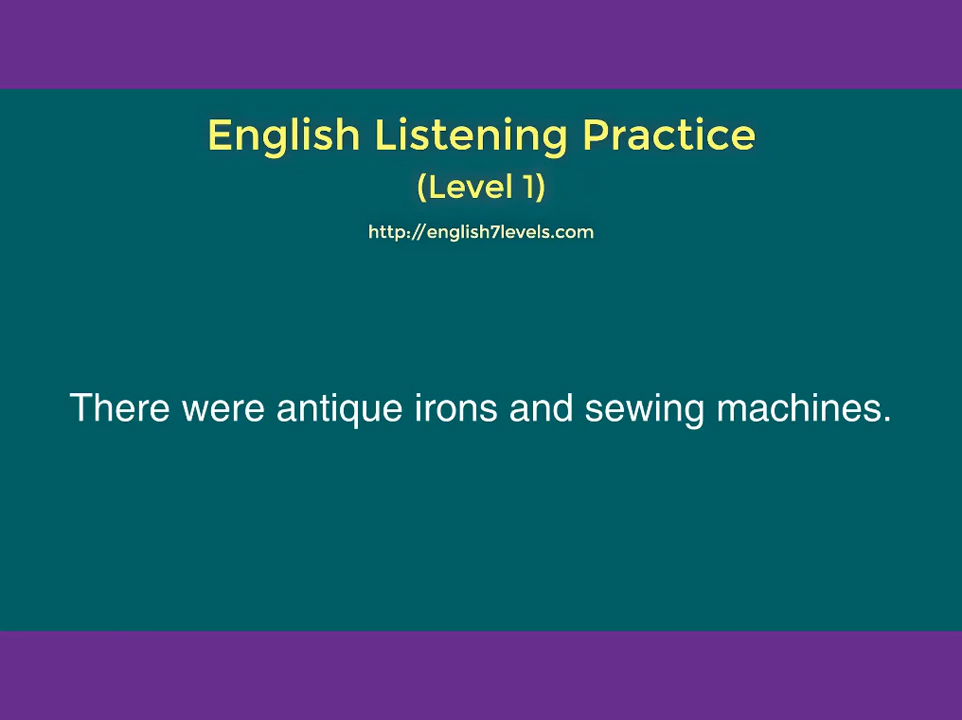 English Listening Practice
(Level 1)
http://english7levels.com
There were antique irons and sewing machines.